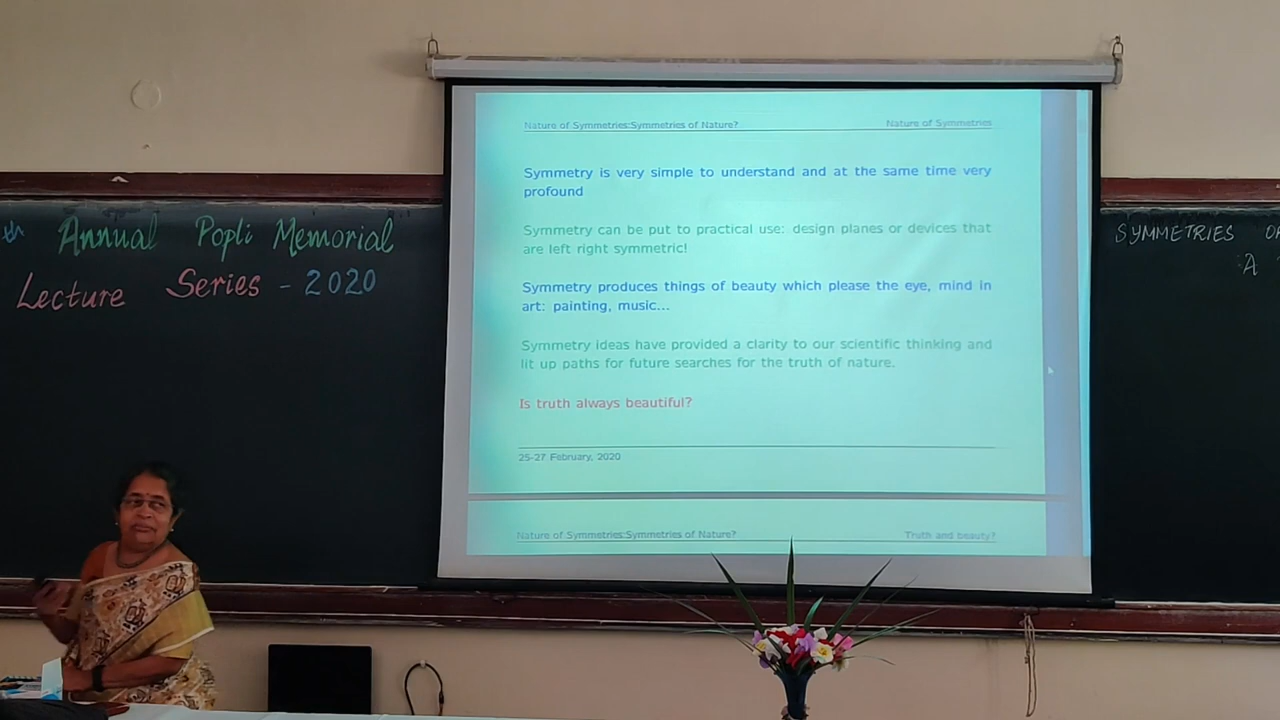 th Annual Popli Memorial
Lecture Series - 2020
Nature of Symmetries:Symmetries of Nature? Nature of Symmetries
Symmetry is very simple to understand and at the same time very
profound
Symmetry can be put to practical use: design planes or devices that
are left right symmetric!
Symmetry produces things of beauty which please the eye, mind in
art: painting, music...
Symmetry ideas have provided a clarity to our scientific thinking and
lit up paths for future searches for the truth of nature.
Is truth always beautiful?
25-27 February, 2020
Nature of Symmetries:Symmetries of Nature? Truth and beauty?
SYMMETRIES
A